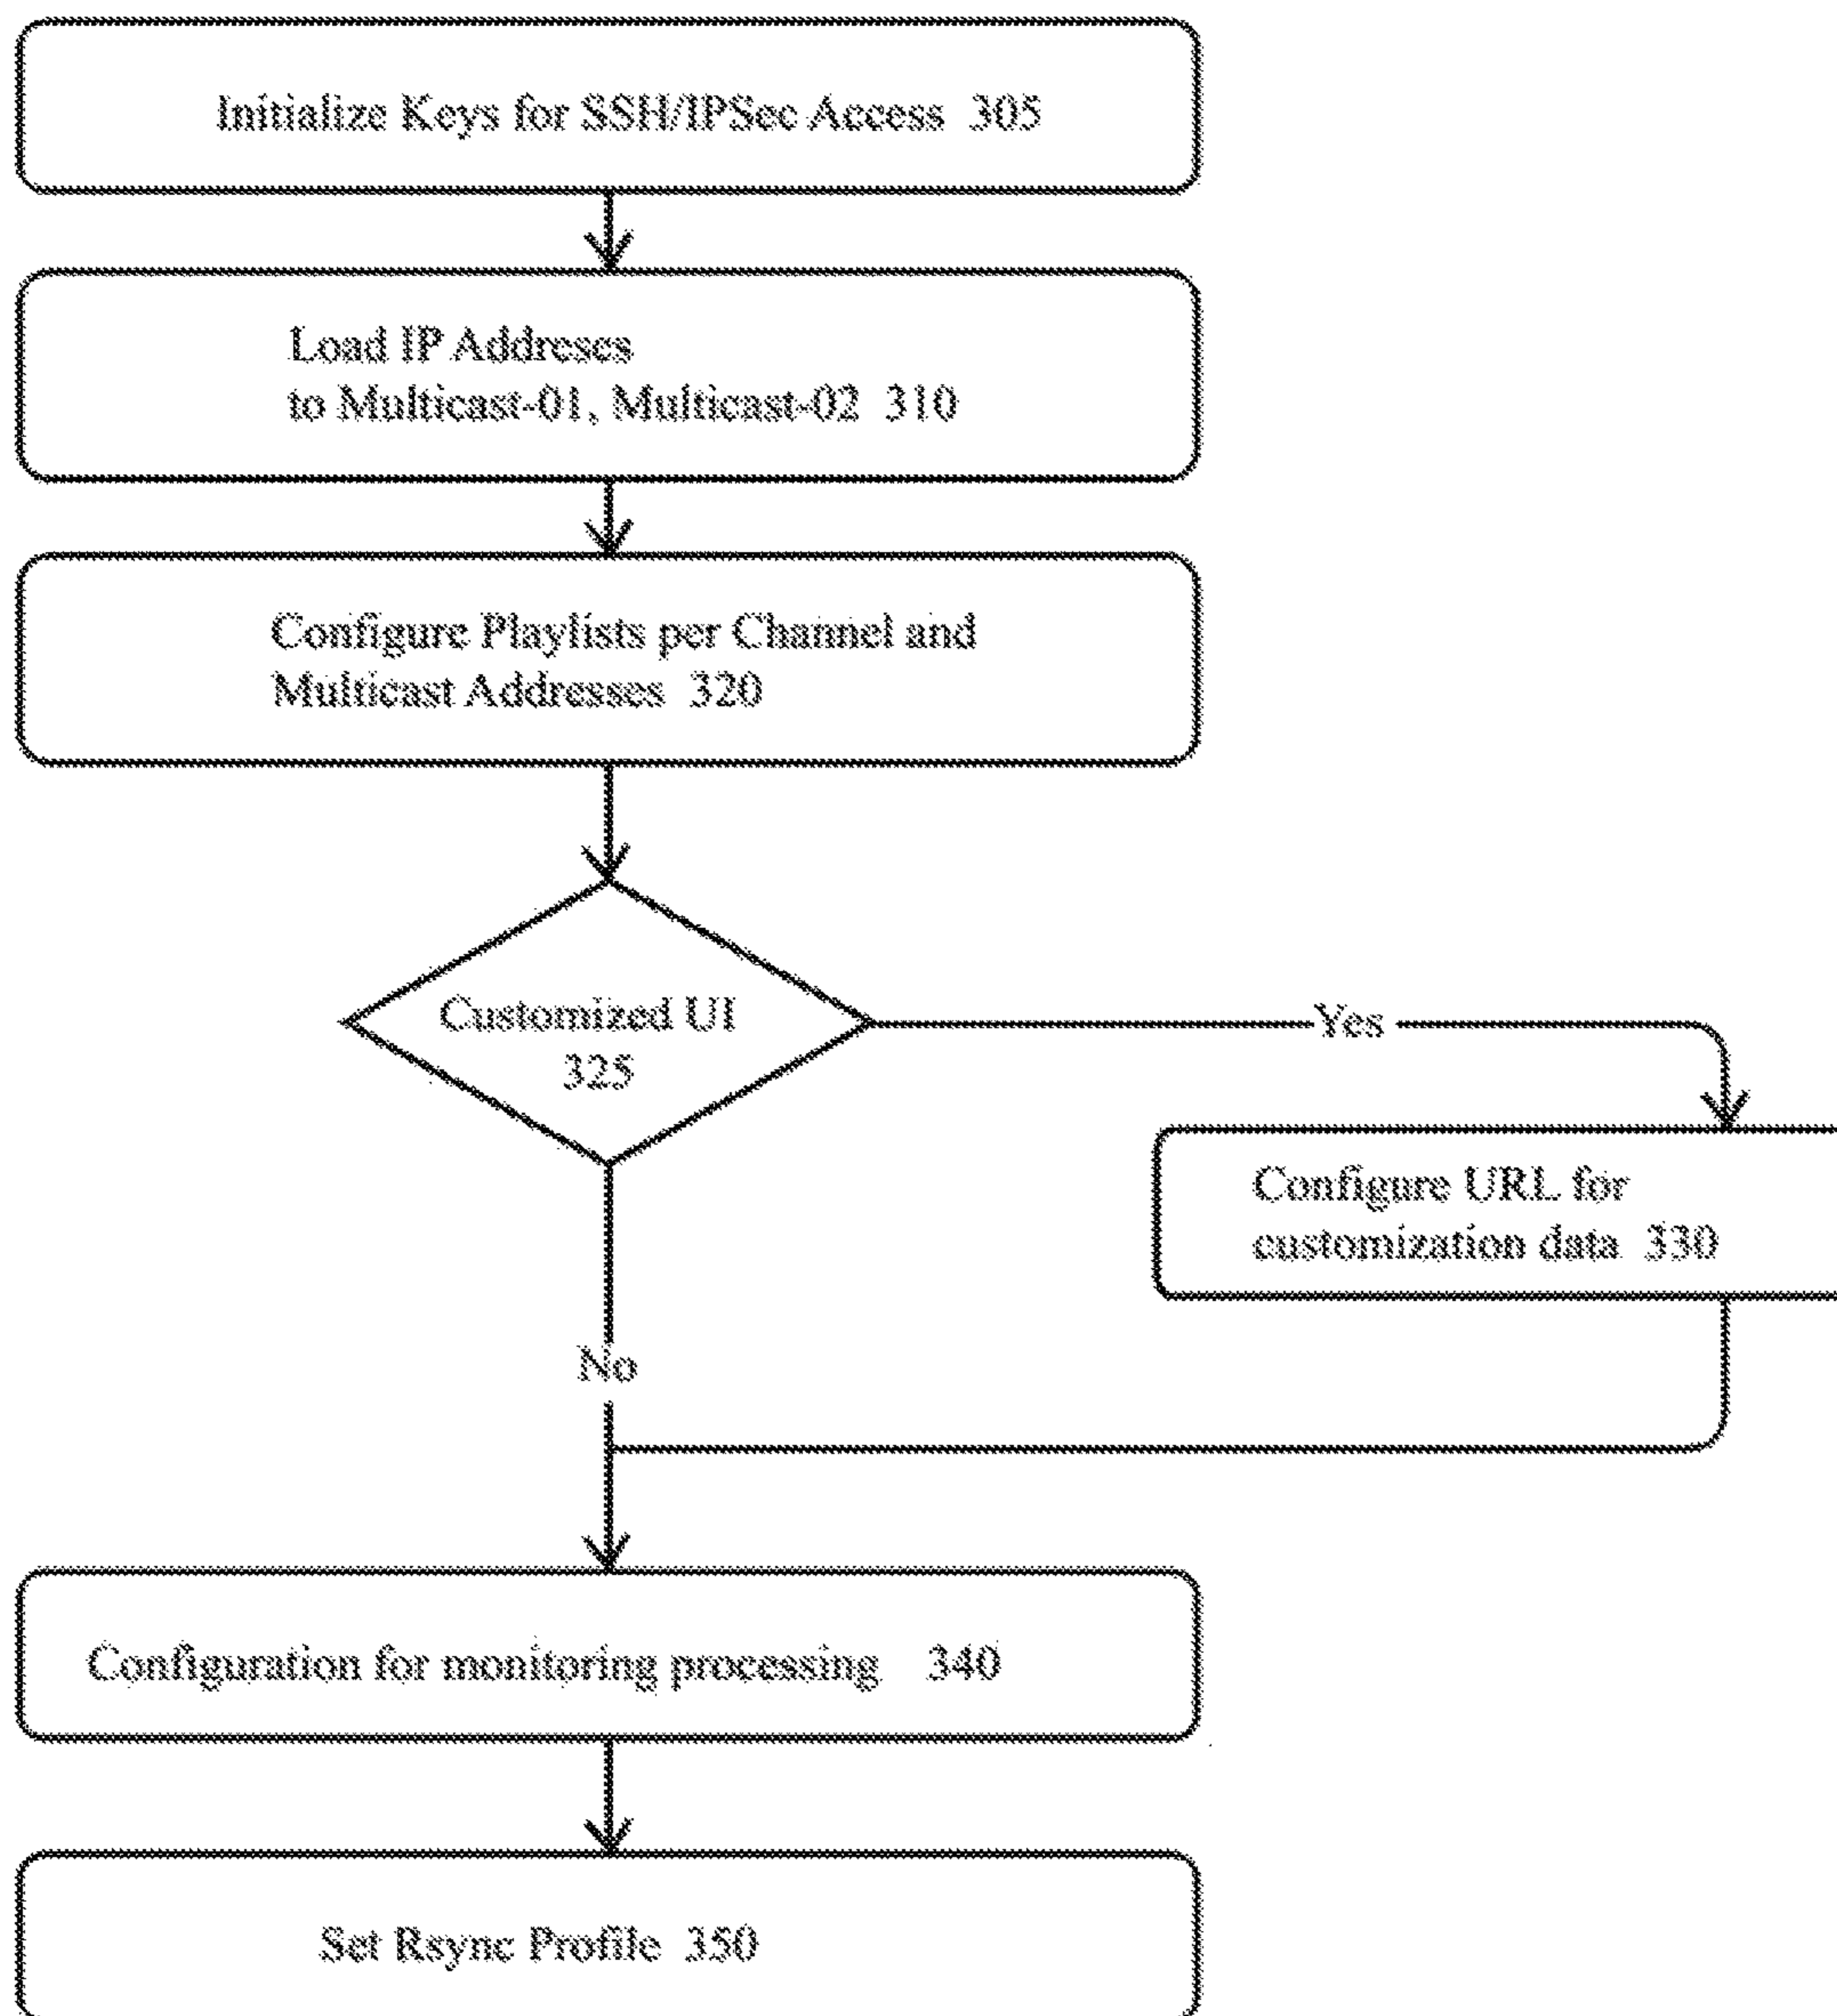 Initialize Keys for SSH/IPSec Access 305
Load IP Addreses
to Multicast-01, Multicast-02 310
Configure Playlists per Channel and
Multicast Addresses 320
Customized UI
325
Yes
Configure URL for
customization data 330
No
Configuration for monitoring processing 340
Set Rsync Profile 350